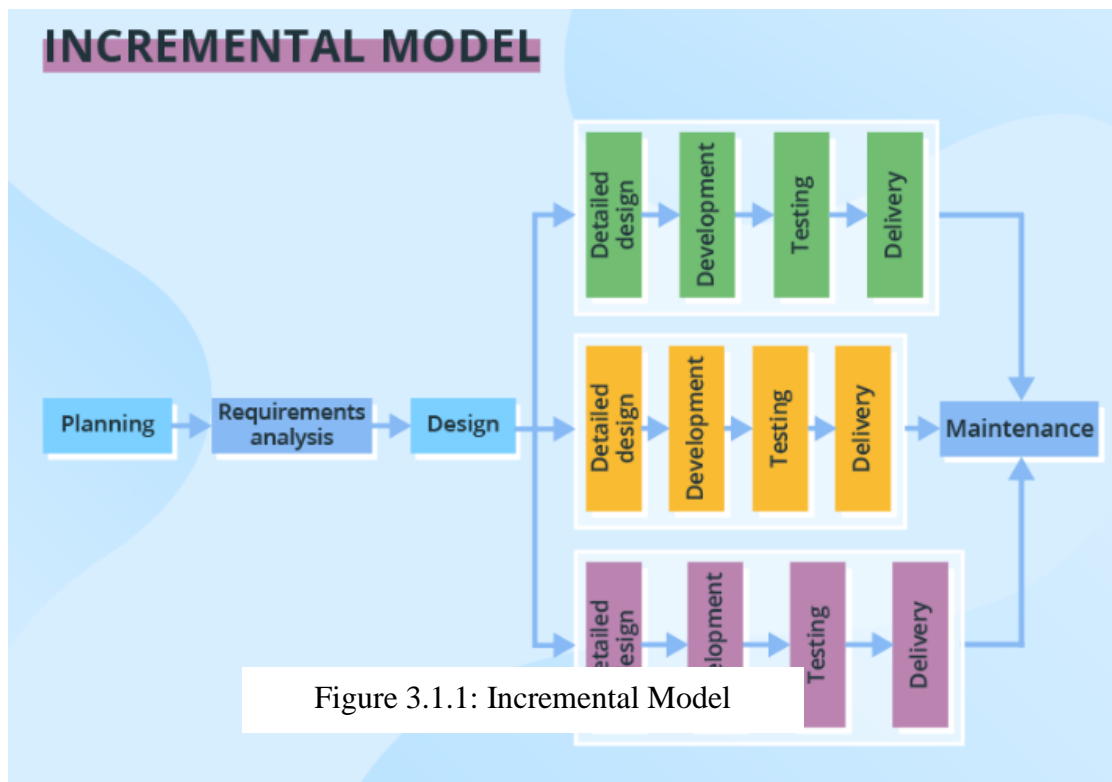 INCREMENTAL MODEL
Detailed
design
Development
Testing
Delivery
Planning
Requirements
analysis
Design
Detailed
design
Development
Testing
Delivery
Maintenance
Testing
Delivery
Figure 3.1.1: Incremental Model